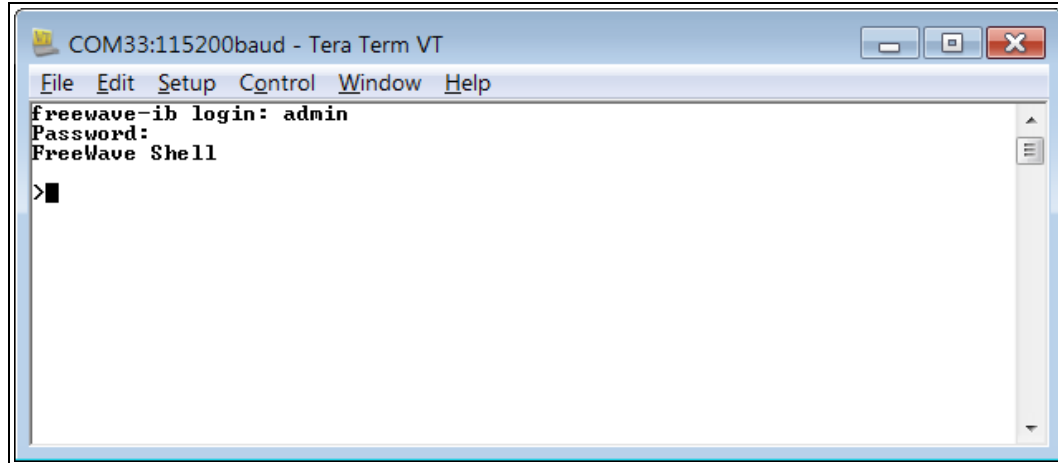 COM33:115200baud - Tera Term VT
File Edit Setup Control Window Help
freewave-ib login: admin
Password:
FreeWave Shell
>